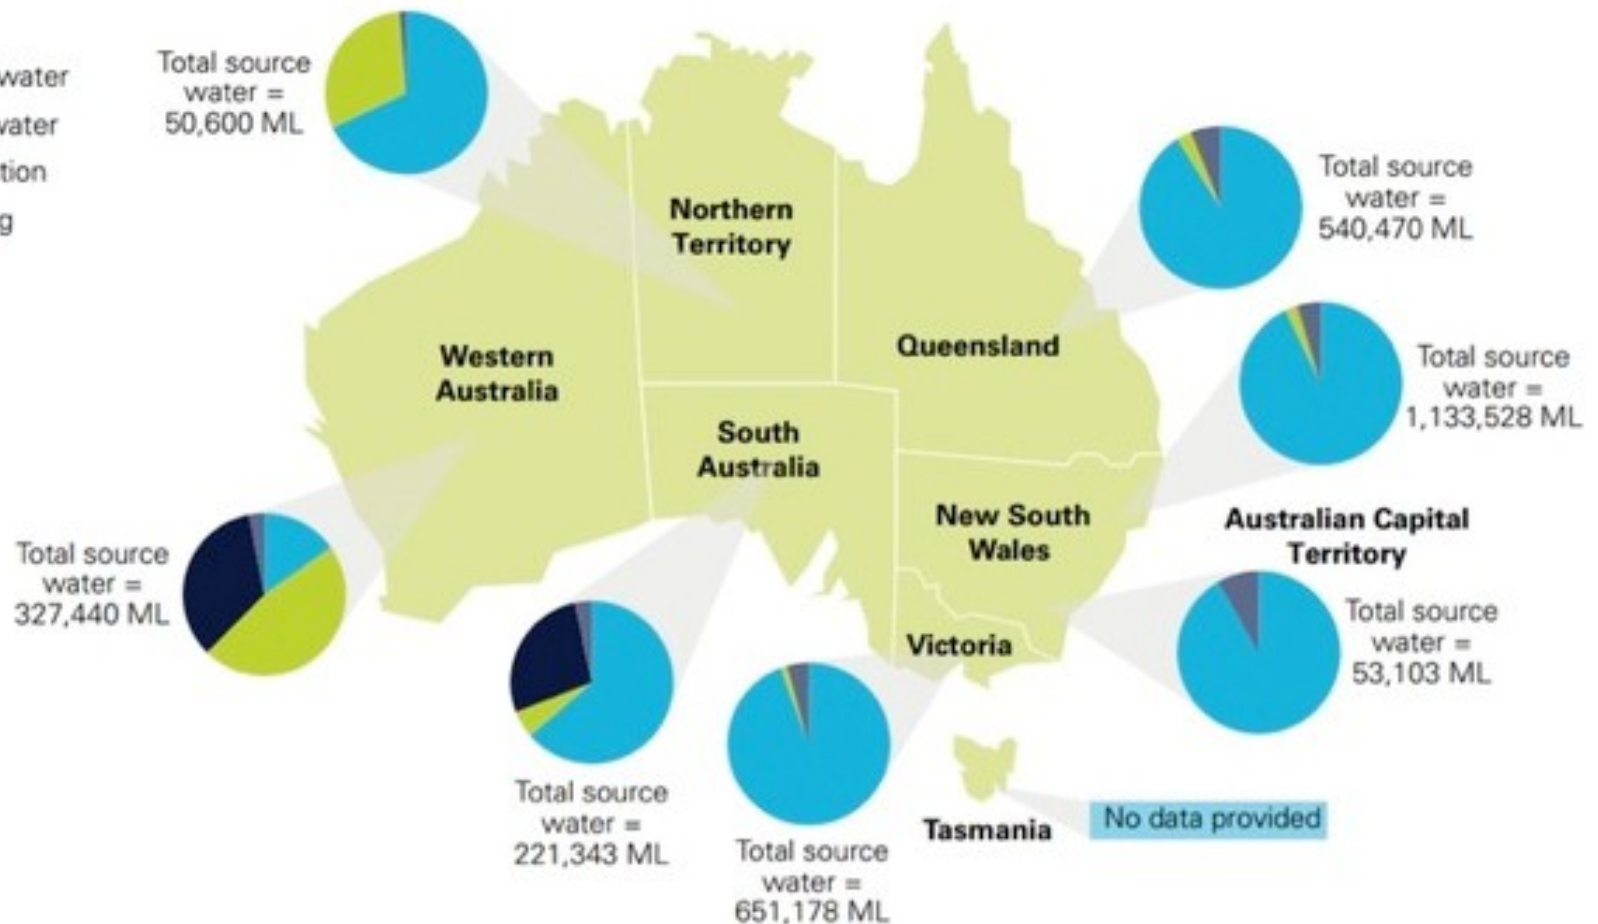 water
water
tion
g
Total source
water =
50,600 ML
Northern
Territory
Total source
water =
540,470 ML
Western
Australia
Queensland
Total source
water =
1,133,528 ML
South
Australia
New South
Wales
Australian Capital
Territory
Total source
water =
327,440 ML
Total source
water =
53,103 ML
Victoria
Total source
water =
221,343 ML
Total source
water =
651,178 ML
Tasmania
No data provided